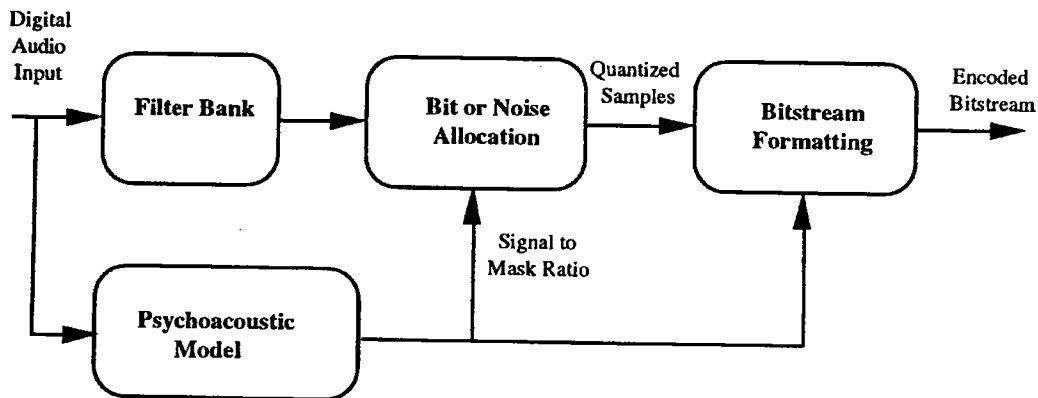 Digital
Audio
Input
Filter Bank
Bit or Noise
Allocation
Quantized
Samples
Bitstream
Formatting
Encoded
Bitstream
Signal to
Mask Ratio
Psychoacoustic
Model